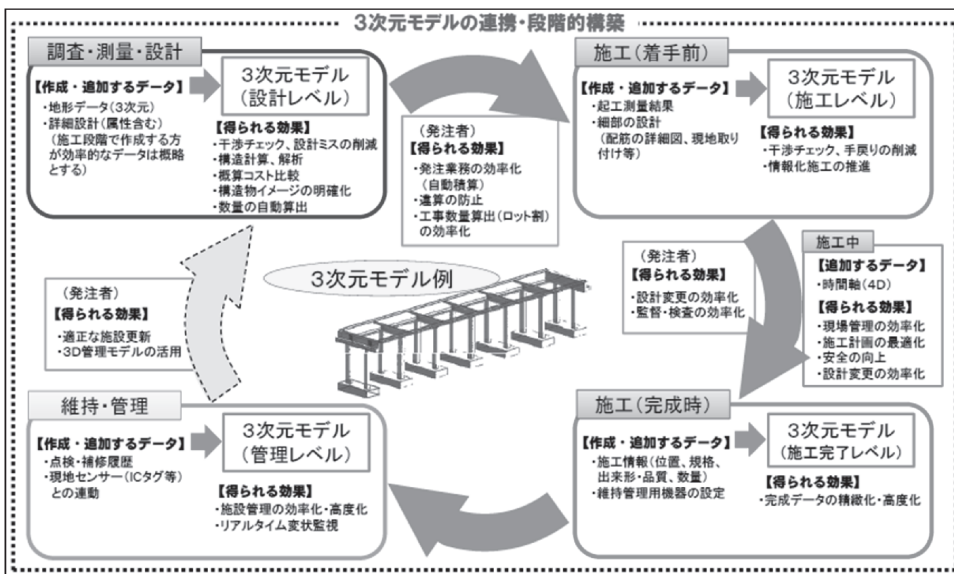 3次元モデルの連携・段階的構築
調査・測量・設計
【作成・追加するデータ】
・地形データ(3次元)
・詳細設計(属性含む)
(施工段階で作成する方
が効率的なデータは概略
とする)
3次元モデル
(設計レベル)
【得られる効果】
・干渉チェック、設計ミスの削減
・構造計算、解析
・概算コスト比較
・構造物イメージの明確化
・数量の自動算出
(発注者)
【得られる効果】
・発注業務の効率化
(自動積算)
・違算の防止
・工事数量算出(ロット割)
の効率化
施工(着手前)
【作成・追加するデータ】
・起工測量結果
・細部の設計
(配筋の詳細図、現地取り
付け等)
3次元モデル
(施工レベル)
【得られる効果】
・干渉チェック、手戻りの削減
・情報化施工の推進
(発注者)
【得られる効果】
・設計変更の効率化
・監督・検査の効率化
施工中
【追加するデータ】
・時間軸(4D)
【得られる効果】
・現場管理の効率化
・施工計画の最適化
・安全の向上
・設計変更の効率化
3次元モデル例
(発注者)
【得られる効果】
・適正な施設更新
・3D管理モデルの活用
維持・管理
【作成・追加するデータ】
・点検・補修履歴
・現地センサー(ICタグ等)
との連動
3次元モデル
(管理レベル)
【得られる効果】
・施設管理の効率化・高度化
・リアルタイム変状監視
施工(完成時)
【作成・追加するデータ】
・施工情報(位置、規格、
出来形・品質、数量)
・維持管理用機器の設定
3次元モデル
(施工完了レベル)
【得られる効果】
・完成データの精緻化・高度化